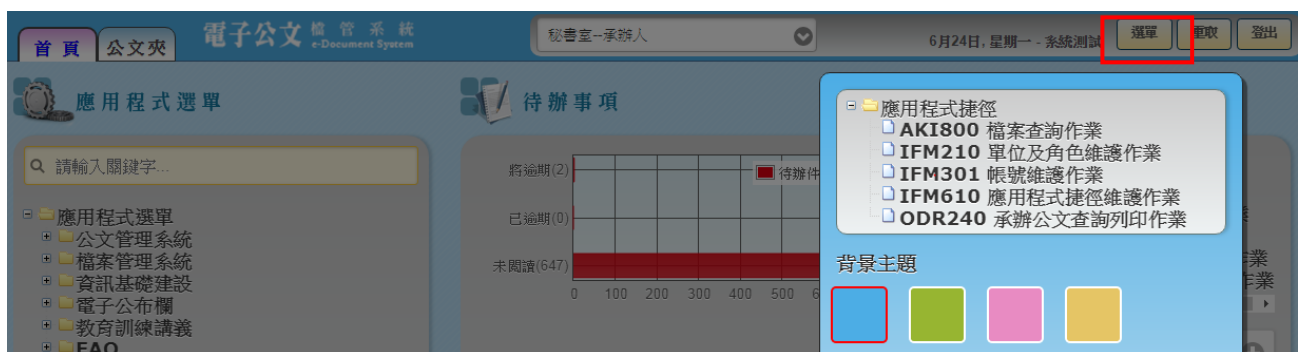 首 頁
公文夾
電子公文 檔 管 系 統
e-Document System
秘書室--承辦人
6月24日, 星期一 - 系統測試
選單
重取
登出
應 用 程 式 選 單
請輸入關鍵字...
應用程式選單
公文管理系統
檔案管理系統
資訊基礎建設
電子公布欄
教育訓練講義
FAQ
待 辦 事 項
將逾期(2)
已逾期(0)
未閱讀(647)
待辦件
0 100 200 300 400 500 6
應用程式捷徑
AKI800 檔案查詢作業
IFM210 單位及角色維護作業
IFM301 帳號維護作業
IFM610 應用程式捷徑維護作業
ODR240 承辦公文查詢列印作業
背景主題
業
作業